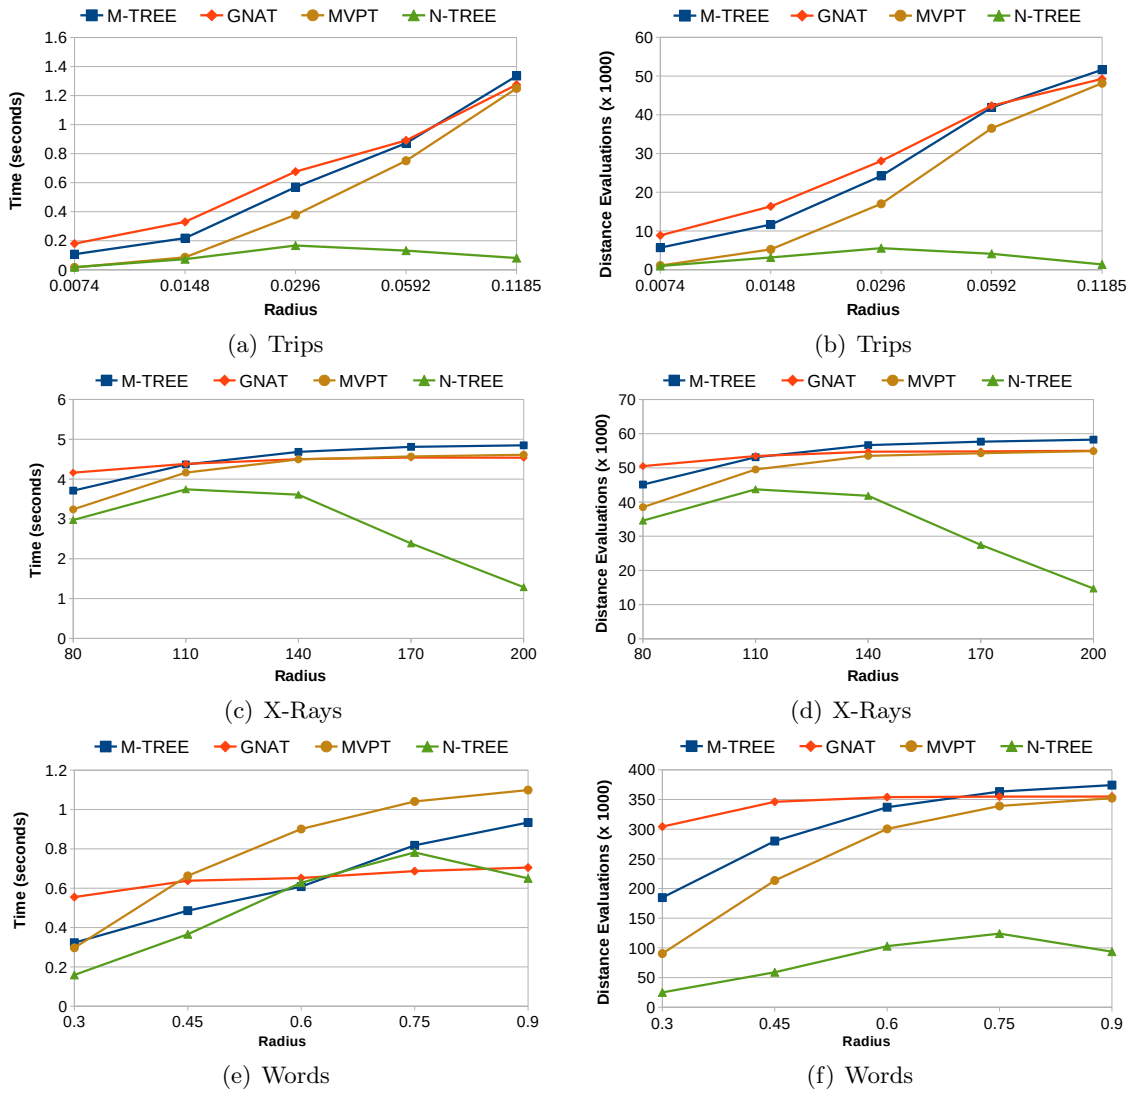 M-TREE GNAT MVPT N-TREE
Time (seconds)
1.6
1.4
1.2
1
0.8
0.6
0.4
0.2
0
0.0074 0.0148 0.0296 0.0592 0.1185
Radius
(a) Trips
M-TREE GNAT MVPT N-TREE
Distance Evaluations (x 1000)
60
50
40
30
20
10
0
0.0074 0.0148 0.0296 0.0592 0.1185
Radius
(b) Trips
M-TREE GNAT MVPT N-TREE
Time (seconds)
6
5
4
3
2
1
0
80 110 140 170 200
Radius
(c) X-Rays
M-TREE GNAT MVPT N-TREE
Distance Evaluations (x 1000)
70
60
50
40
30
20
10
0
80 110 140 170 200
Radius
(d) X-Rays
M-TREE GNAT MVPT N-TREE
Time (seconds)
1.2
1
0.8
0.6
0.4
0.2
0
0.3 0.45 0.6 0.75 0.9
Radius
(e) Words
M-TREE GNAT MVPT N-TREE
Distance Evaluations (x 1000)
400
350
300
250
200
150
100
50
0
0.3 0.45 0.6 0.75 0.9
Radius
(f) Words